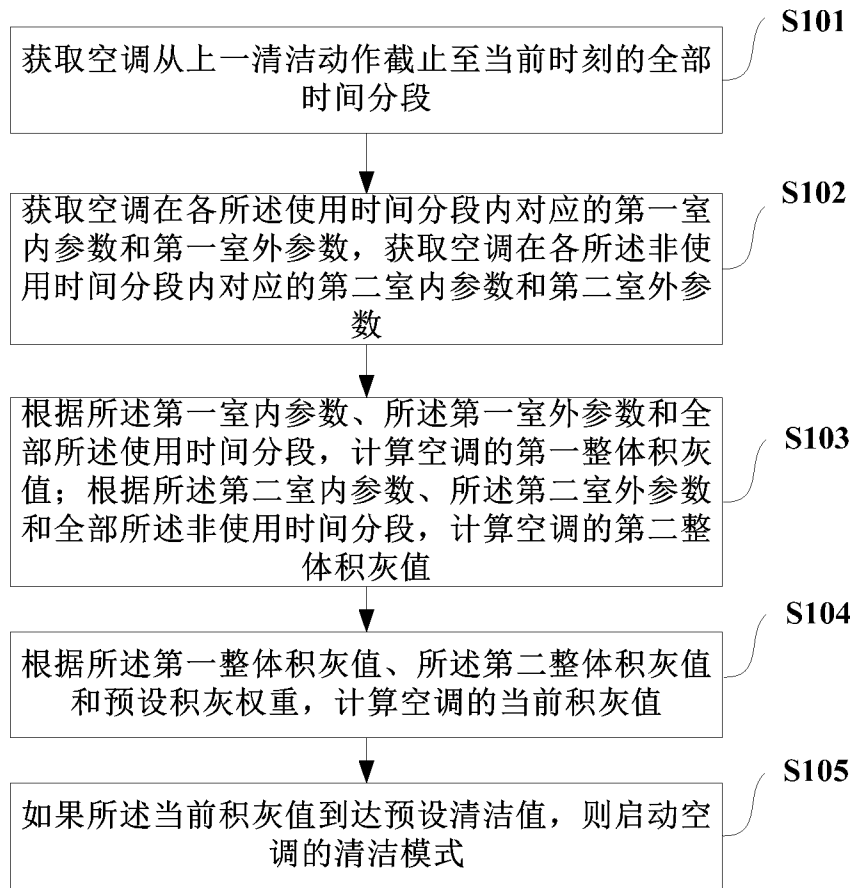 S101
获取空调从上一清洁动作截止至当前时刻的全部
时间分段
S102
获取空调在各所述使用时间分段内对应的第一室
内参数和第一室外参数，获取空调在各所述非使
用时间分段内对应的第二室内参数和第二室外参
数
S103
根据所述第一室内参数、所述第一室外参数和全
部所述使用时间分段，计算空调的第一整体积灰
值；根据所述第二室内参数、所述第二室外参数
和全部所述非使用时间分段，计算空调的第二整
体积灰值
S104
根据所述第一整体积灰值、所述第二整体积灰值
和预设积灰权重，计算空调的当前积灰值
S105
如果所述当前积灰值到达预设清洁值，则启动空
调的清洁模式